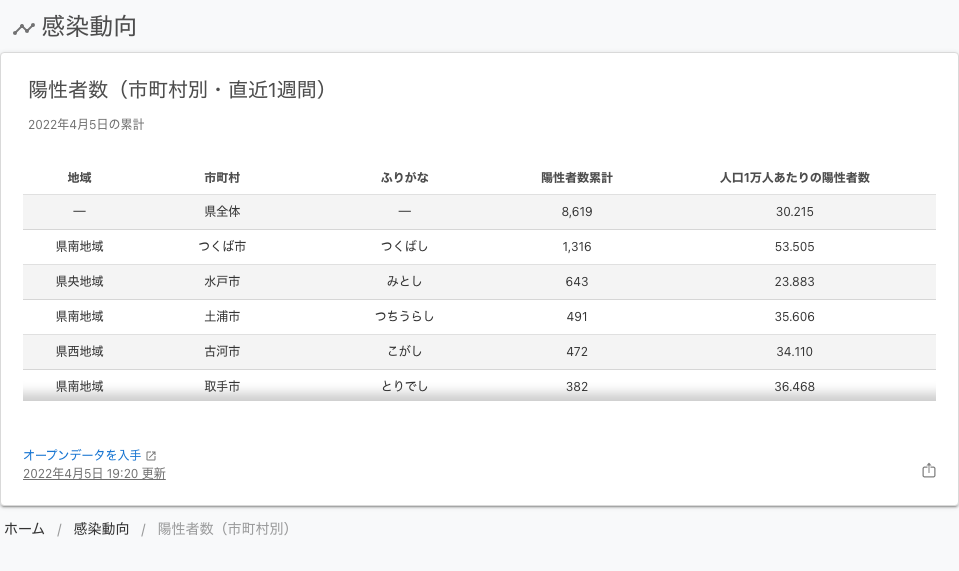 感染動向
陽性者数（市町村別・直近1週間）
2022年4月5日の累計
地域 市町村 ふりがな 陽性者数累計 人口1万人あたりの陽性者数
— 県全体 — 8,619 30.215
県南地域 つくば市 つくばし 1,316 53.505
県央地域 水戸市 みとし 643 23.883
県南地域 土浦市 つちうらし 491 35.606
県西地域 古河市 こがし 472 34.110
県南地域 取手市 とりでし 382 36.468
オープンデータを入手
2022年4月5日 19:20 更新
ホーム / 感染動向 / 陽性者数（市町村別）